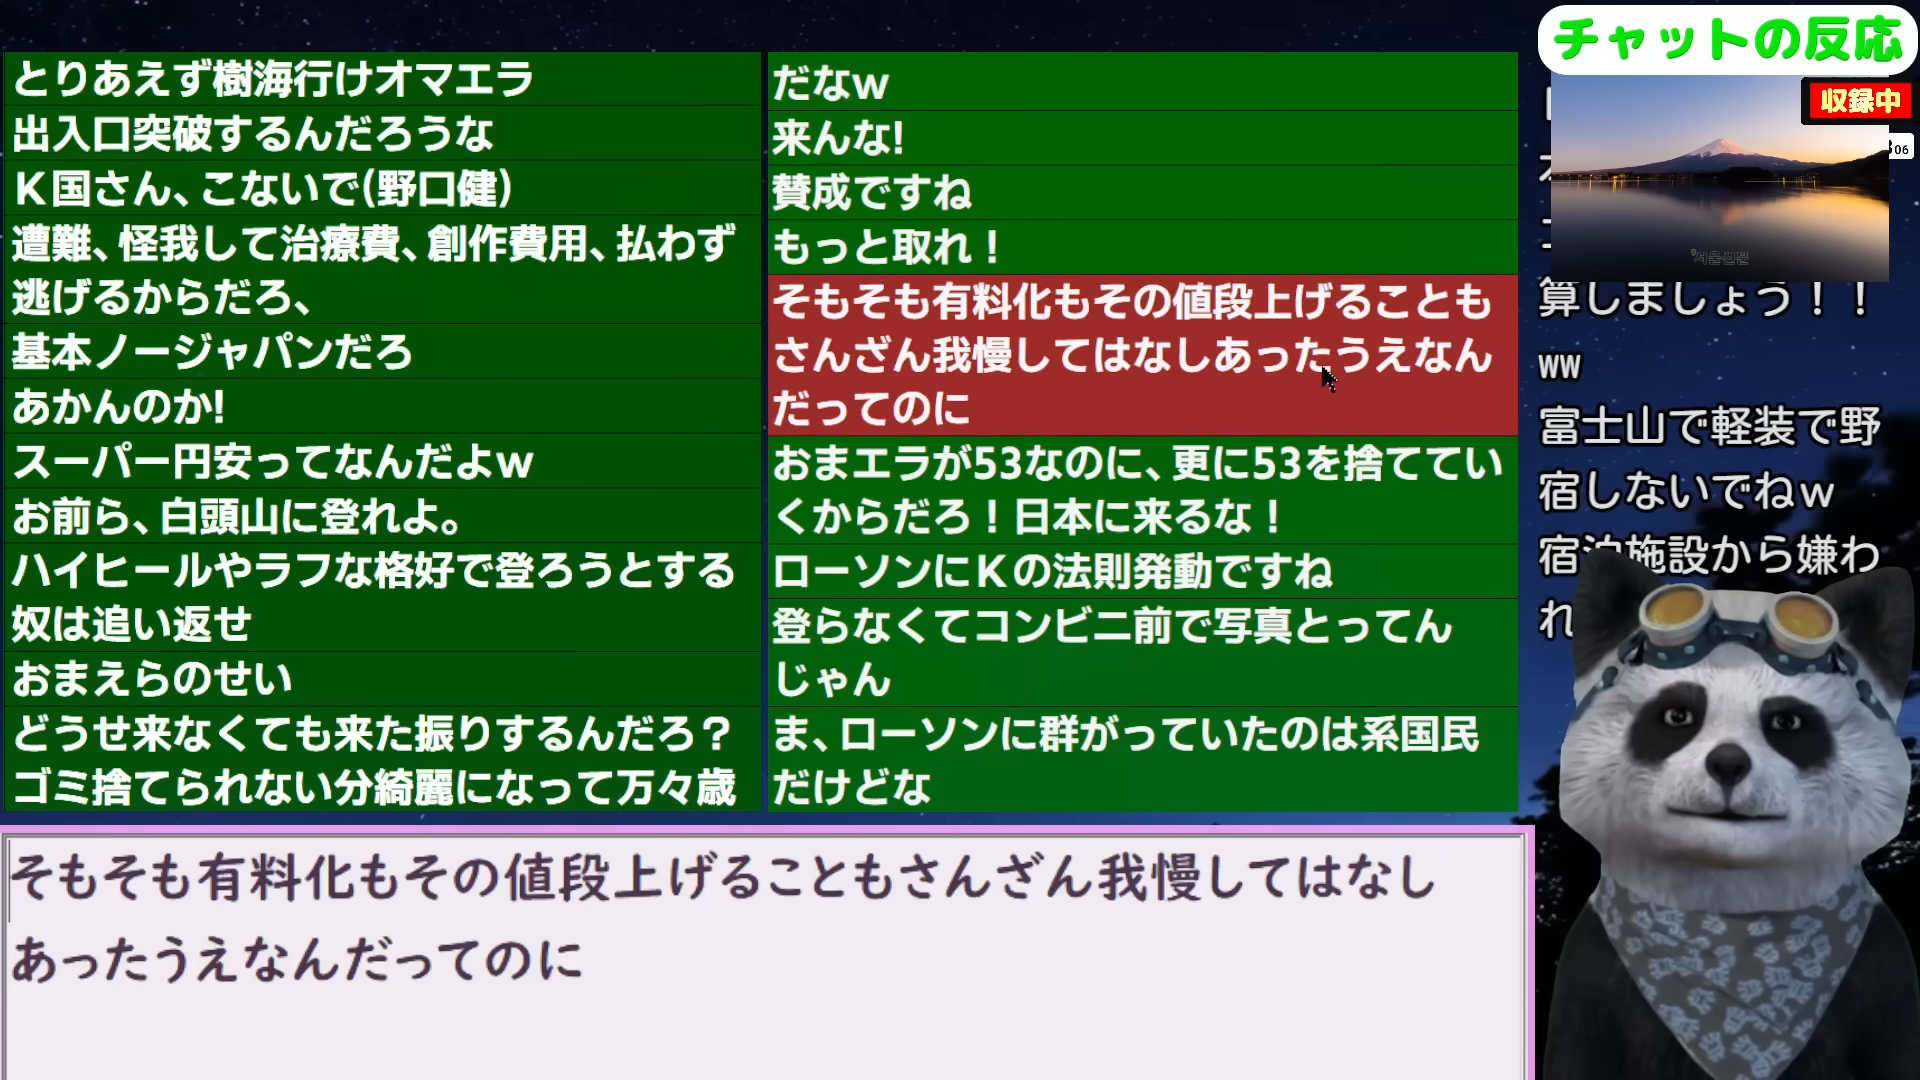 とりあえず樹海行けオマエラ
出入口突破するんだろうな
K国さん、こないで(野口健)
遭難、怪我して治療費、創作費用、払わず
逃げるからだろ、
基本ノージャパンだろ
あかんのか!
スーパー円安ってなんだよw
お前ら、白頭山に登れよ。
ハイヒールやラフな格好で登ろうとする
奴は追い返せ
おまえらのせい
どうせ来なくても来た振りするんだろ?
ゴミ捨てられない分綺麗になって万々歳
だなw
来んな!
賛成ですね
もっと取れ!
そもそも有料化もその値段上げることも
さんざん我慢してはなしあったうえなん
だってのに
おまエラが53なのに、更に53を捨ててい
くからだろ!日本に来るな!
ローソンにKの法則発動ですね
登らなくてコンビニ前で写真とってん
じゃん
ま、ローソンに群がっていたのは系国民
だけどな
チャットの反応
収録中
06
서울신문
算しましょう!!
ww
富士山で軽装で野
宿しないでねw
宿泊施設から嫌わ
れ
そもそも有料化もその値段上げることもさんざん我慢してはなし
あったうえなんだってのに